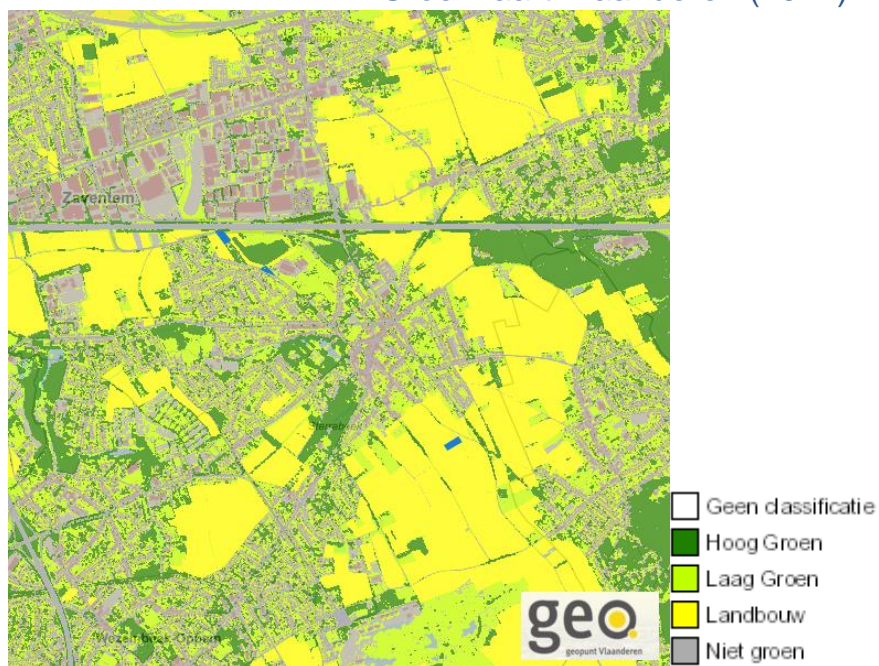 Zaventem
Sterrebeek
Wezembeek-Oppem
geo
geopunt Vlaanderen
Geen classificatie
Hoog Groen
Laag Groen
Landbouw
Niet groen